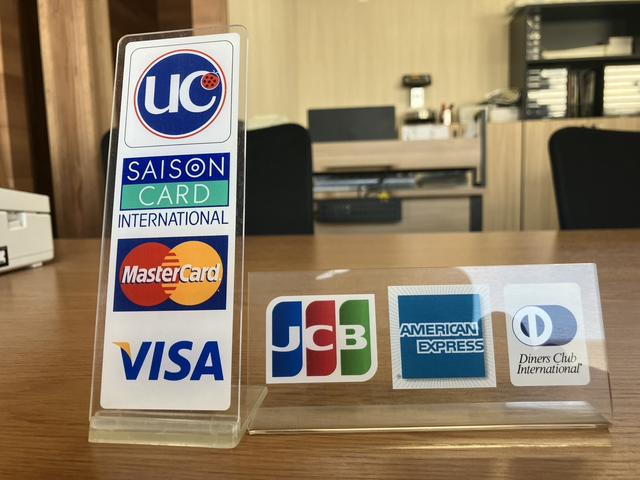 UC
SAISON
CARD
INTERNATIONAL
MasterCard
VISA
JCB
AMERICAN
EXPRESS
Diners Club
International